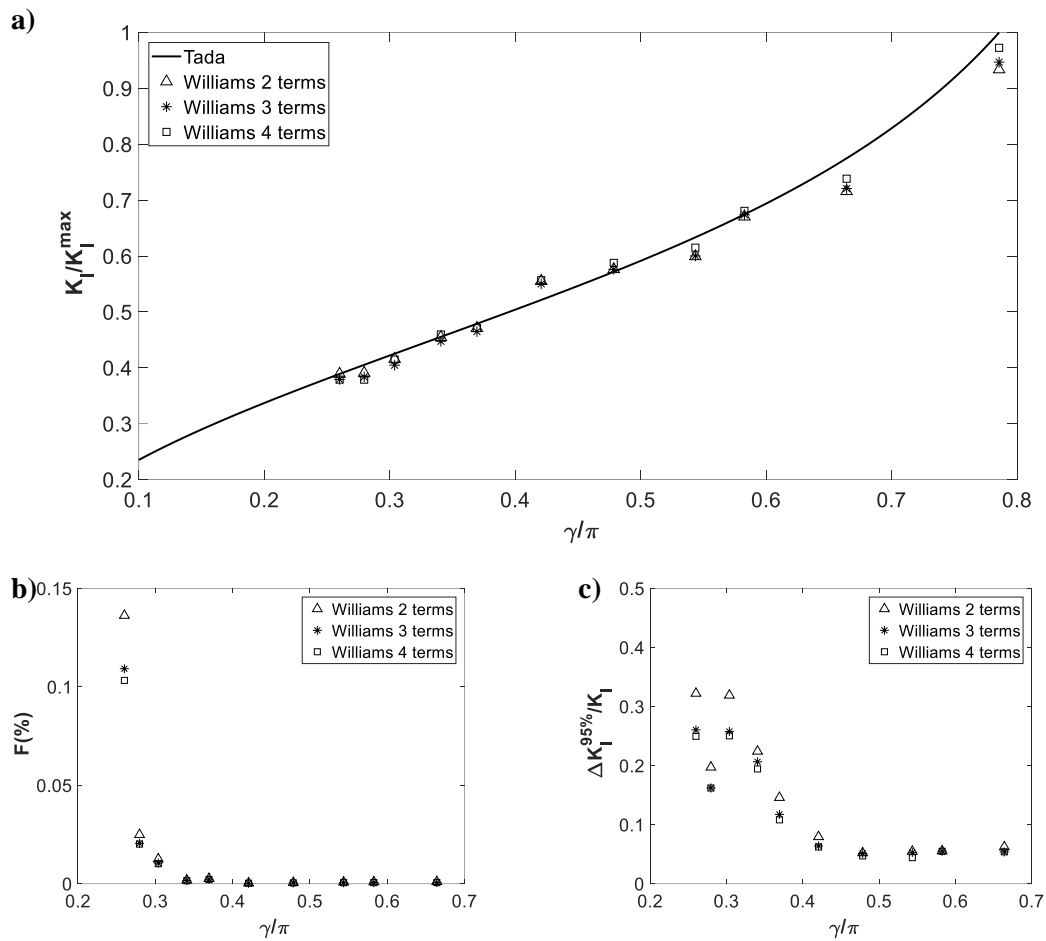 a)
1
0.9
0.8
0.7
0.6
0.5
0.4
0.3
0.2
K_I/K_I^max
Tada
Williams 2 terms
Williams 3 terms
Williams 4 terms
0.1 0.2 0.3 0.4 0.5 0.6 0.7 0.8
γ/π
b)
0.15
0.1
0.05
0
F(%)
Williams 2 terms
Williams 3 terms
Williams 4 terms
0.2 0.3 0.4 0.5 0.6 0.7
γ/π
c)
0.5
0.4
0.3
0.2
0.1
0
ΔK_I^95%/K_I
Williams 2 terms
Williams 3 terms
Williams 4 terms
0.2 0.3 0.4 0.5 0.6 0.7
γ/π